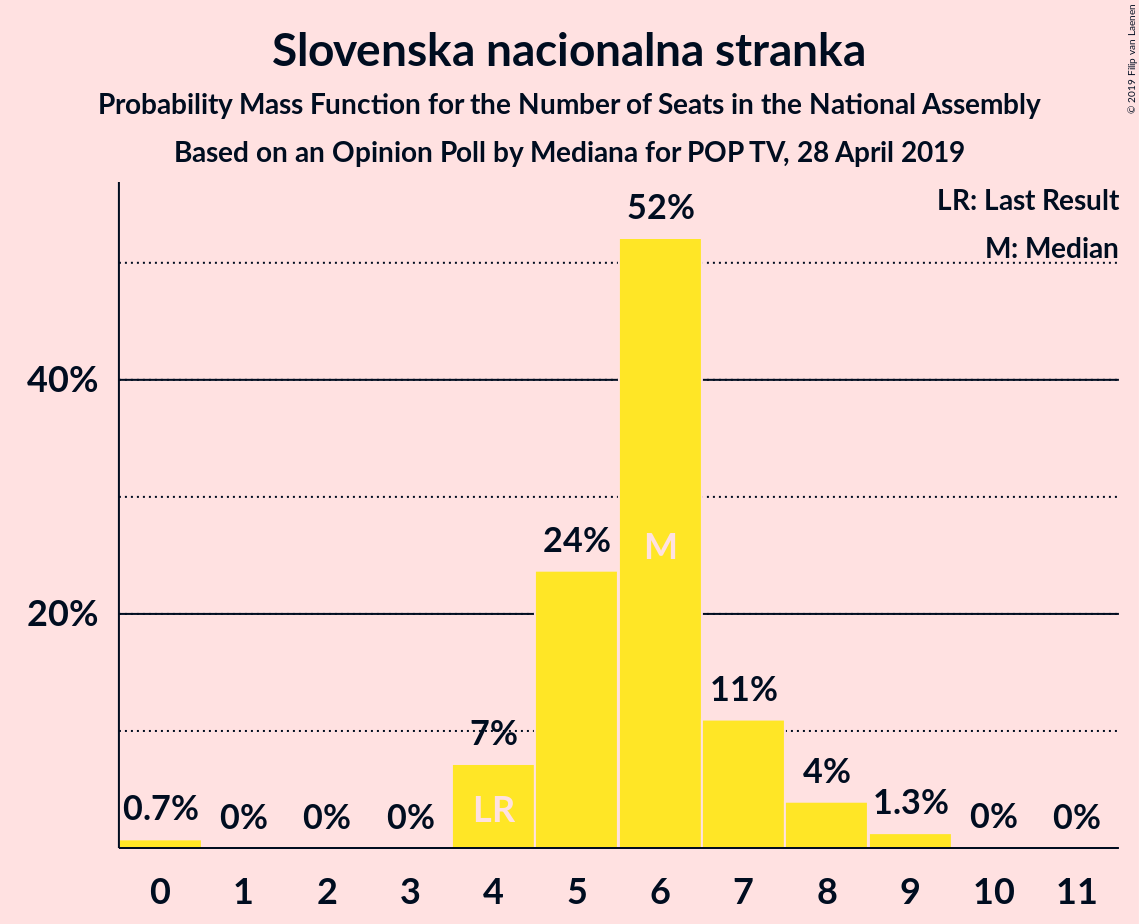 Slovenska nacionalna stranka
Probability Mass Function for the Number of Seats in the National Assembly
Based on an Opinion Poll by Mediana for POP TV, 28 April 2019
© 2019 Filip van Laenen
LR: Last Result
M: Median
52%
40%
24%
M
20%
11%
7%
4%
0.7%
0%
0%
0%
LR
1.3%
0%
0%
0 1 2 3 4 5 6 7 8 9 10 11